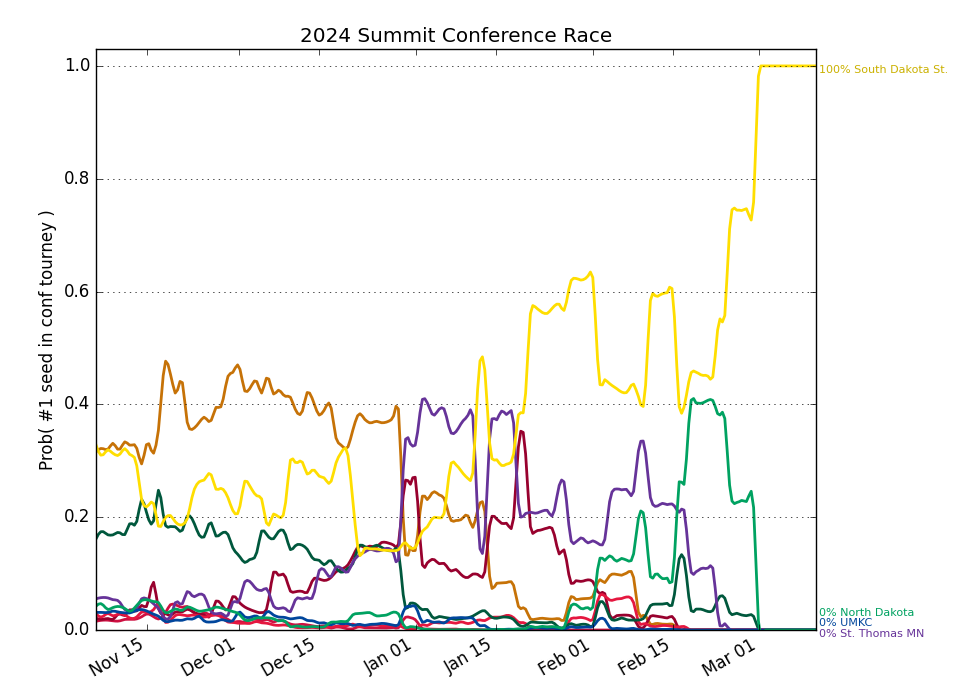 2024 Summit Conference Race
Prob( #1 seed in conf tourney )
1.0
0.8
0.6
0.4
0.2
0.0
Nov 15
Dec 01
Dec 15
Jan 01
Jan 15
Feb 01
Feb 15
Mar 01
100% South Dakota St.
0% North Dakota
0% UMKC
0% St. Thomas MN